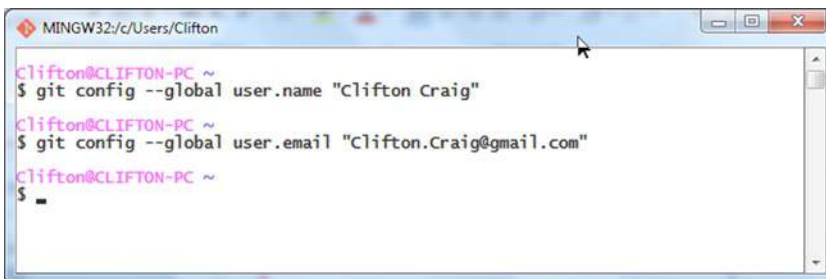 MINGW32:/c/Users/Clifton
Clifton@CLIFTON-PC ~
$ git config --global user.name "Clifton Craig"
Clifton@CLIFTON-PC ~
$ git config --global user.email "Clifton.Craig@gmail.com"
Clifton@CLIFTON-PC ~
$